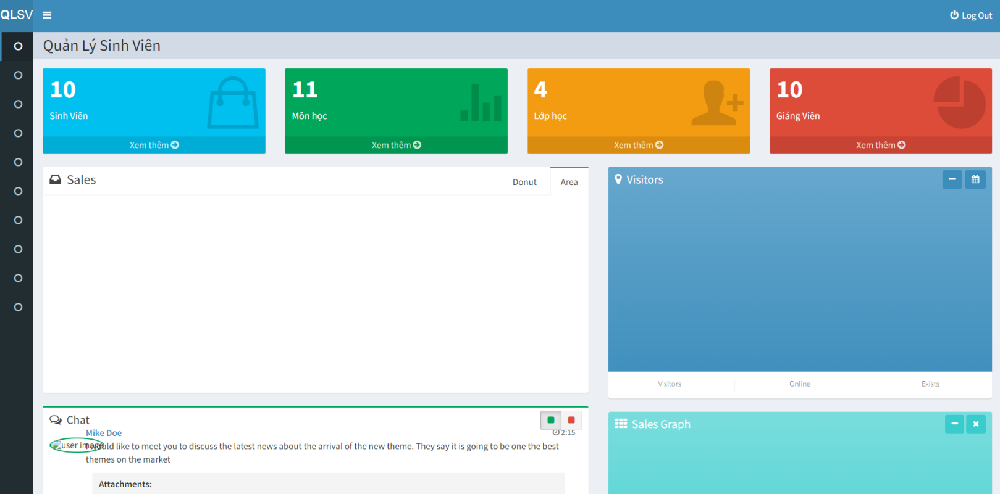 QLSV
Log Out
Quản Lý Sinh Viên
10
Sinh Viên
Xem thêm
11
Môn học
Xem thêm
4
Lớp học
Xem thêm
10
Giảng Viên
Xem thêm
Sales
Donut
Area
Visitors
Visitors
Online
Exists
Chat
Mike Doe
2:15
user image
I would like to meet you to discuss the latest news about the arrival of the new theme. They say it is going to be one the best
themes on the market
Attachments:
Sales Graph